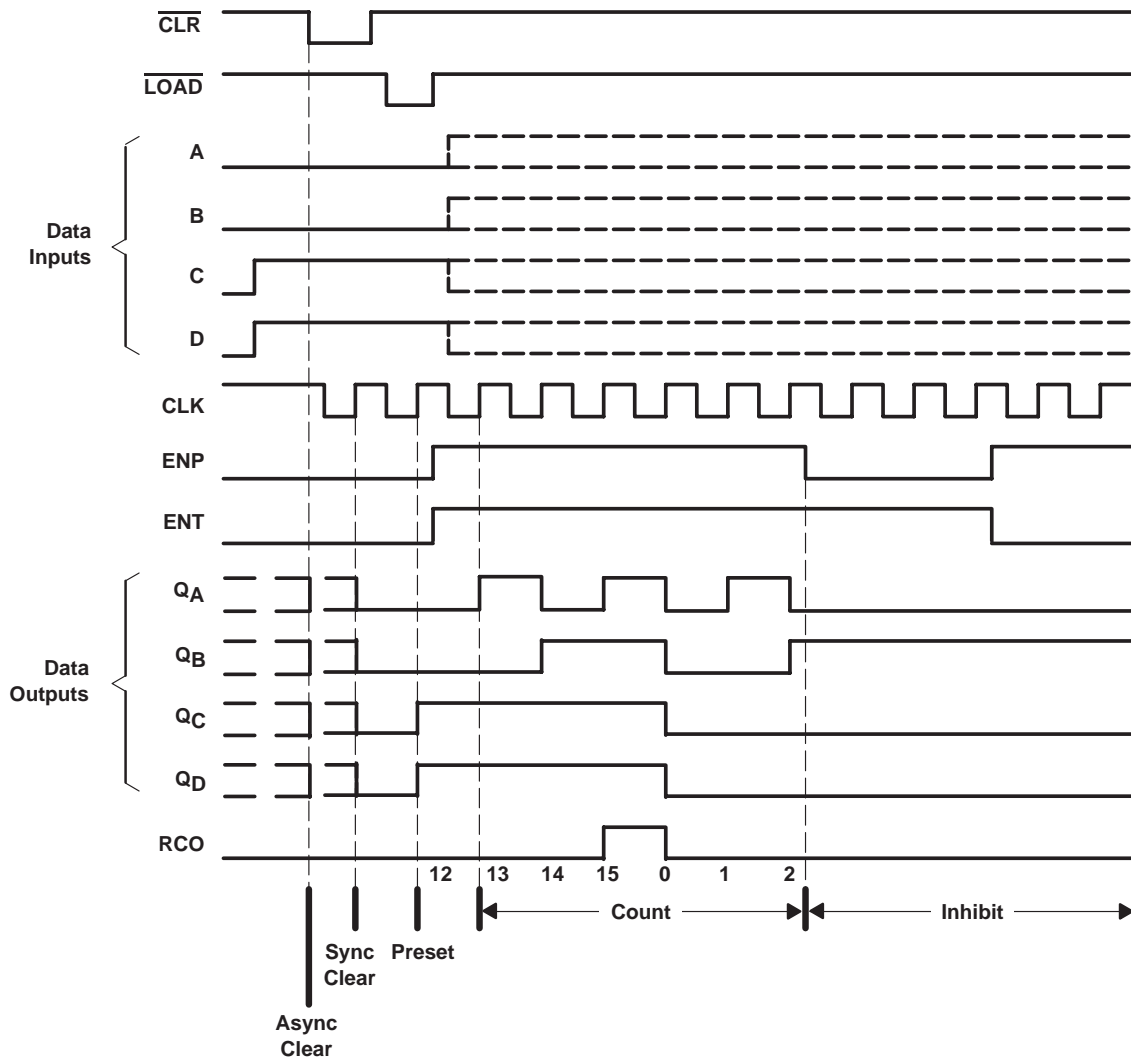 CLR
LOAD
A
B
Data
Inputs
C
D
CLK
ENP
ENT
QA
QB
Data
Outputs
QC
QD
RCO
12 13 14 15 0 1 2
Count
Inhibit
Sync
Clear
Preset
Async
Clear